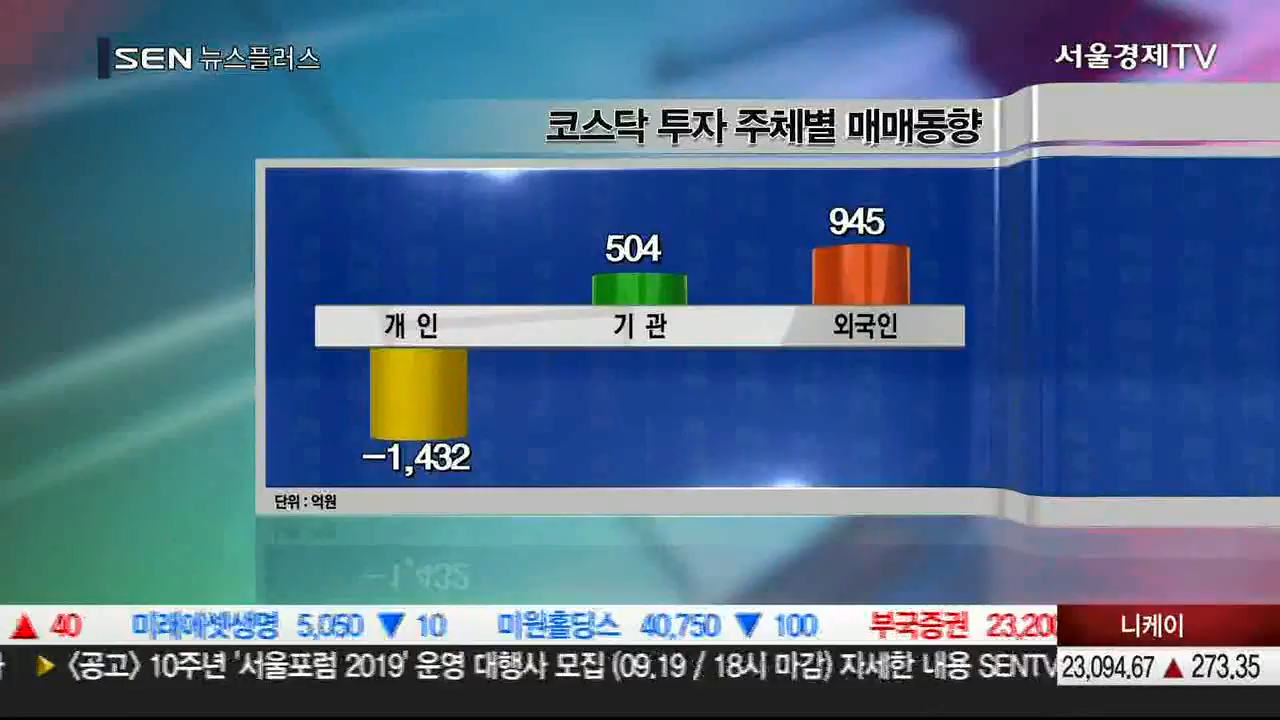 SEN 뉴스플러스
서울경제TV
코스닥 투자 주체별 매매동향
504
945
개 인
기 관
외국인
-1,432
단위 : 억원
▲ 40 미래에셋생명 5,050 ▼ 10 미원홀딩스 40,750 ▼ 100 부국증권 23,200
니케이
▶ 〈공고〉 10주년 '서울포럼 2019' 운영 대행사 모집 (09.19 / 18시 마감) 자세한 내용 SENTV
23,094.67 ▲ 273.35